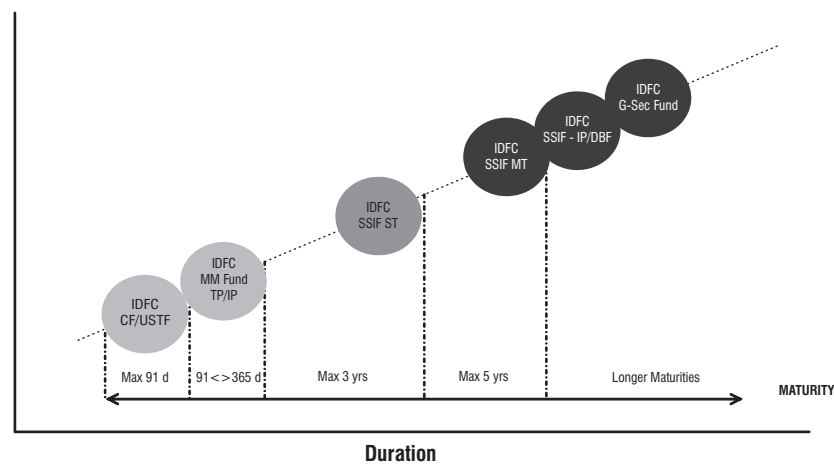 IDFC
G-Sec Fund
IDFC
SSIF - IP/DBF
IDFC
SSIF MT
IDFC
SSIF ST
IDFC
MM Fund
TP/IP
IDFC
CF/USTF
Max 91 d
91<>365 d
Max 3 yrs
Max 5 yrs
Longer Maturities
MATURITY
Duration